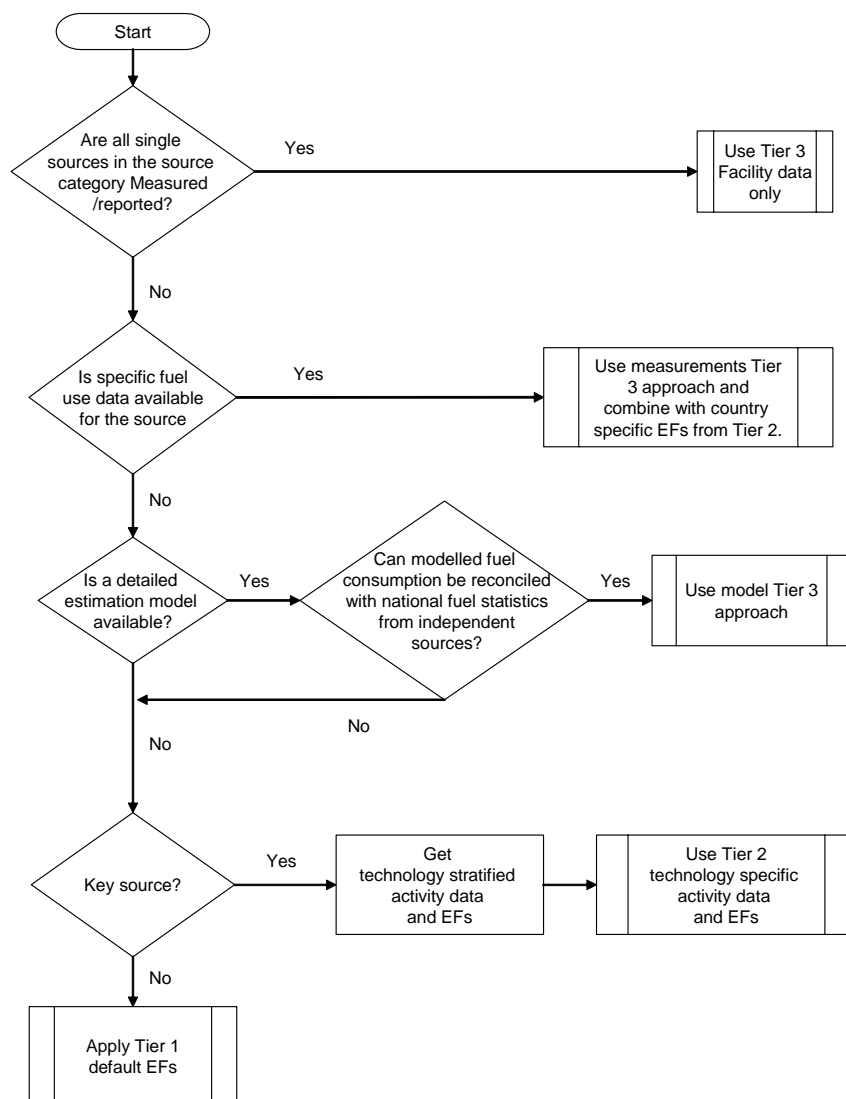 Start
Are all single
sources in the source
category Measured
/reported?
Yes
Use Tier 3
Facility data
only
No
Is specific fuel
use data available
for the source
Yes
Use measurements Tier
3 approach and
combine with country
specific EFs from Tier 2.
No
Is a detailed
estimation model
available?
Yes
Can modelled fuel
consumption be reconciled
with national fuel statistics
from independent
sources?
Yes
Use model Tier 3
approach
No
No
Key source?
Yes
Get
technology stratified
activity data
and EFs
Use Tier 2
technology specific
activity data
and EFs
No
Apply Tier 1
default EFs